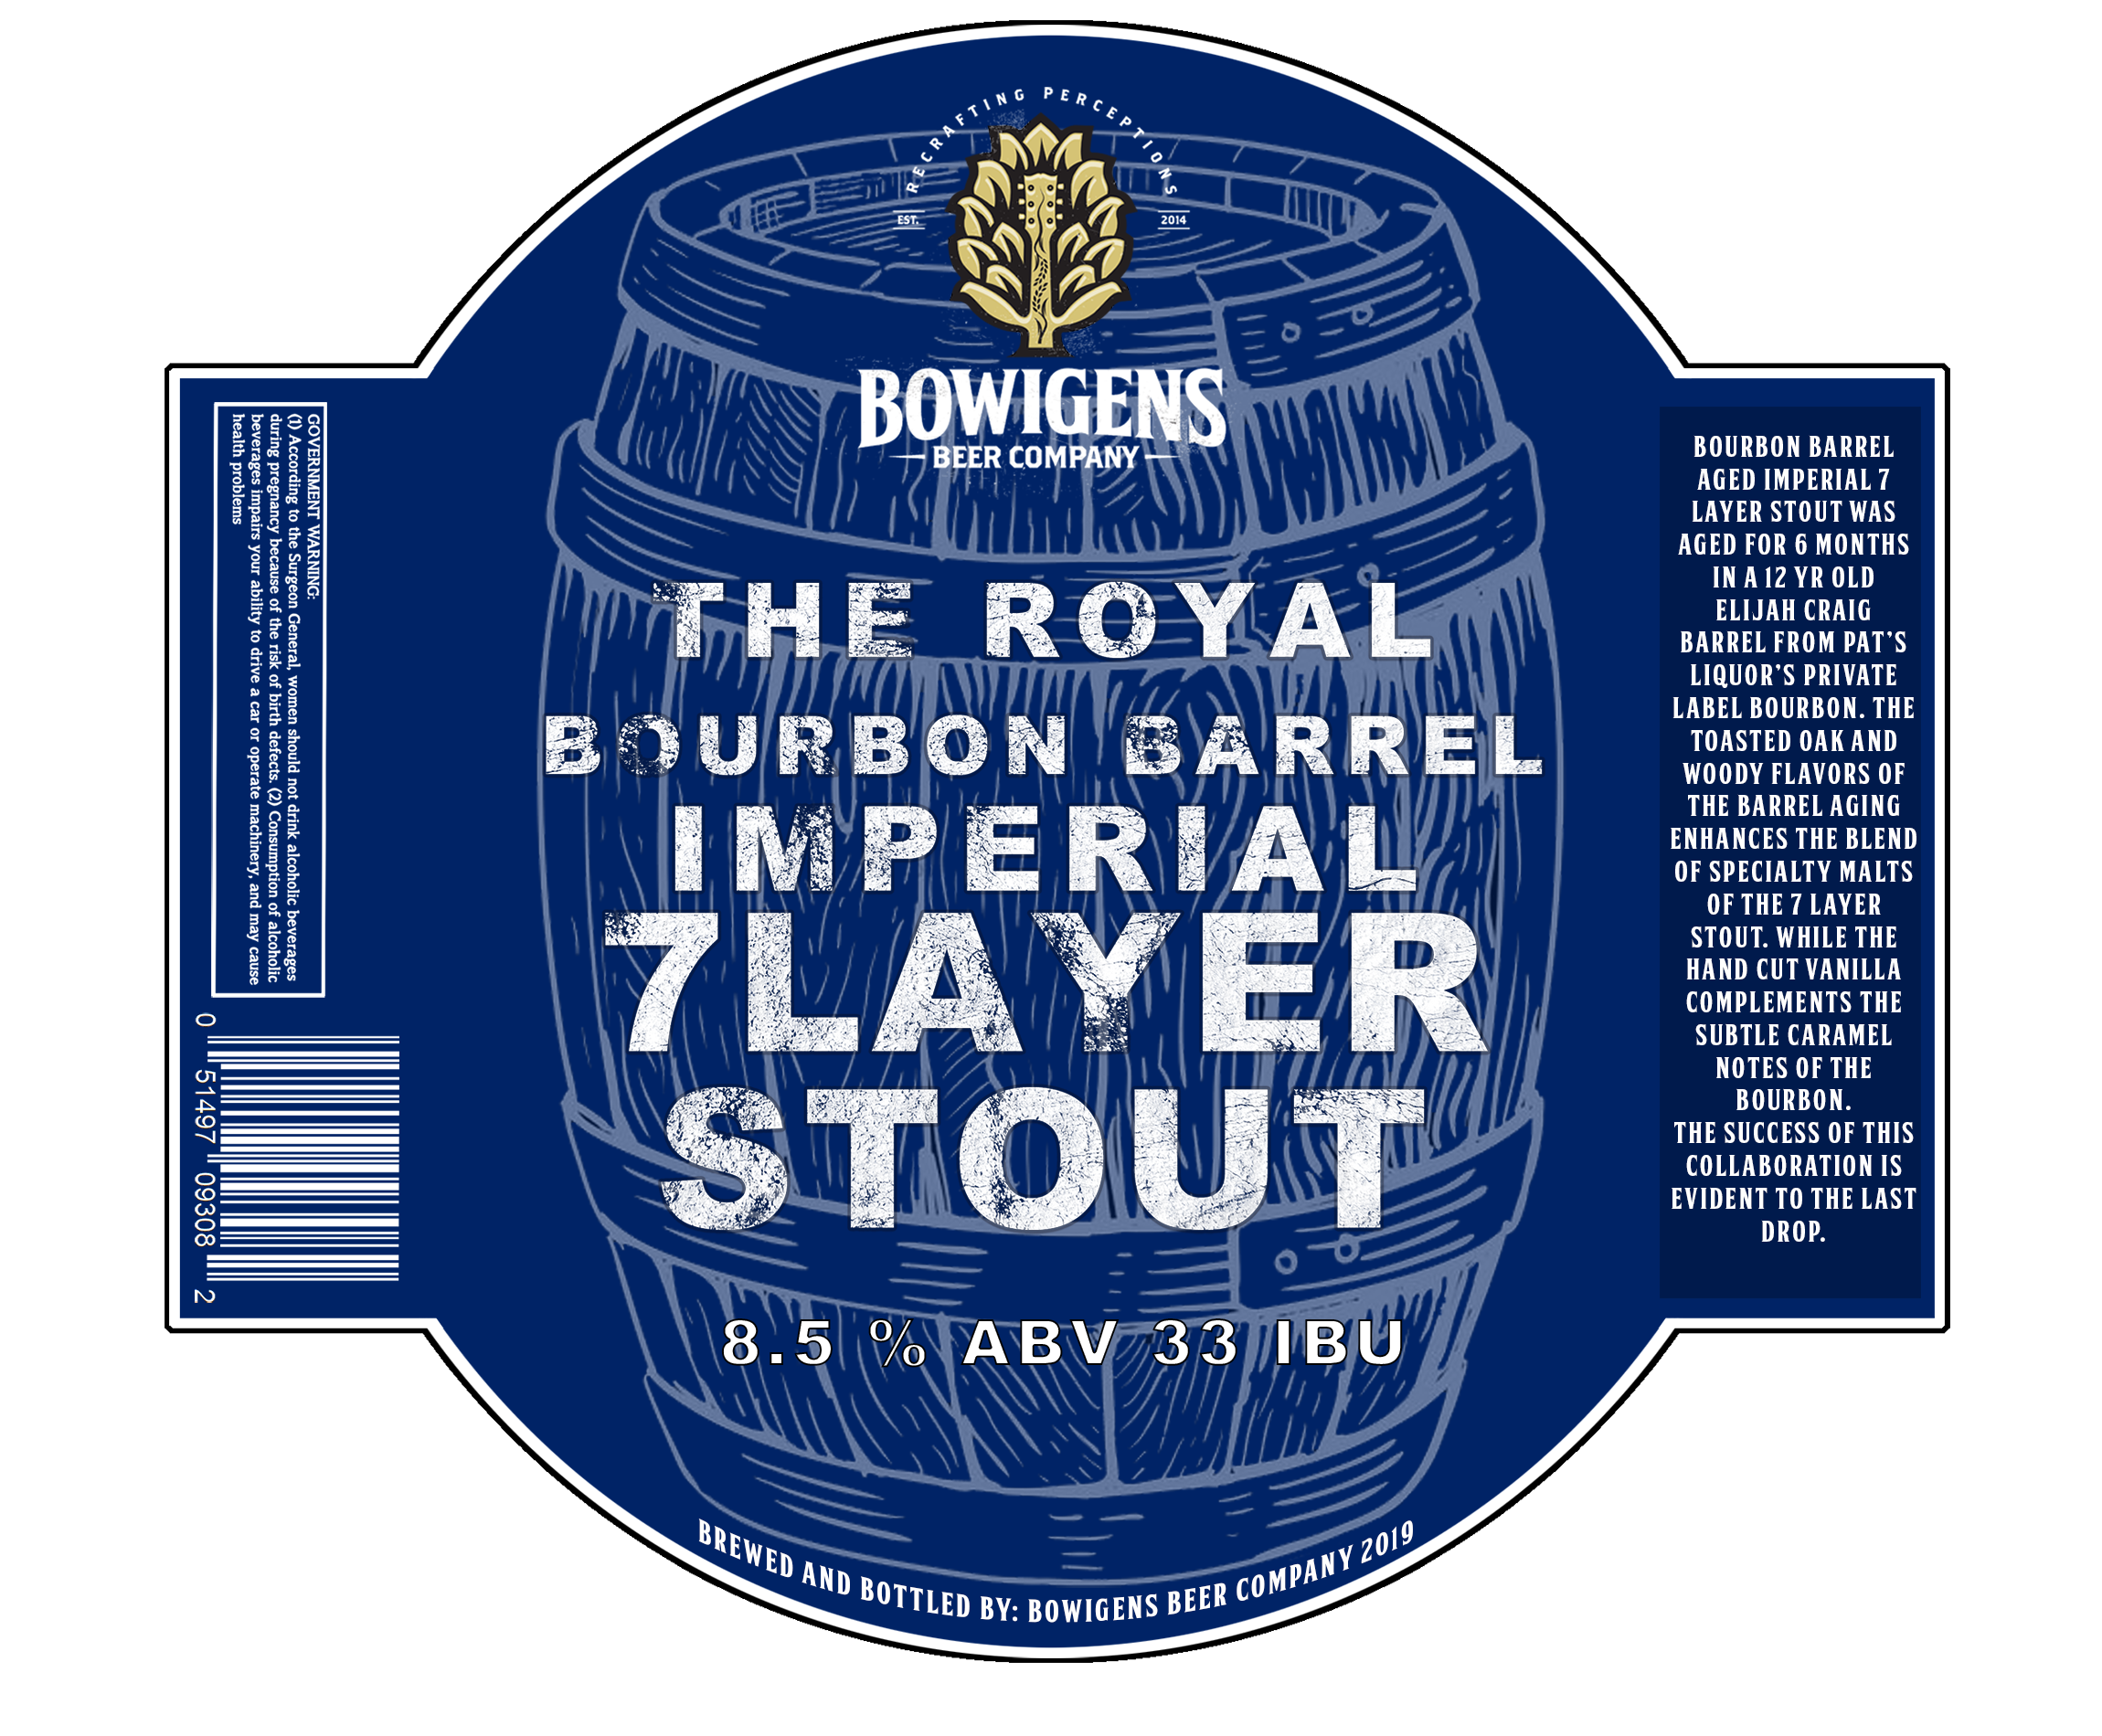 RECRAFTING PERCEPTIONS
EST. 2014
BOWIGENS
BEER COMPANY
THE ROYAL
BOURBON BARREL
IMPERIAL
7LAYER
STOUT
8.5 % ABV 33 IBU
BREWED AND BOTTLED BY: BOWIGENS BEER COMPANY 2019
GOVERNMENT WARNING:
(1) According to the Surgeon General, women should not drink alcoholic beverages
during pregnancy because of the risk of birth defects. (2) Consumption of alcoholic
beverages impairs your ability to drive a car or operate machinery, and may cause
health problems
0 51497 09308 2
BOURBON BARREL
AGED IMPERIAL 7
LAYER STOUT WAS
AGED FOR 6 MONTHS
IN A 12 YR OLD
ELIJAH CRAIG
BARREL FROM PAT'S
LIQUOR'S PRIVATE
LABEL BOURBON. THE
TOASTED OAK AND
WOODY FLAVORS OF
THE BARREL AGING
ENHANCES THE BLEND
OF SPECIALTY MALTS
OF THE 7 LAYER
STOUT. WHILE THE
HAND CUT VANILLA
COMPLEMENTS THE
SUBTLE CARAMEL
NOTES OF THE
BOURBON.
THE SUCCESS OF THIS
COLLABORATION IS
EVIDENT TO THE LAST
DROP.